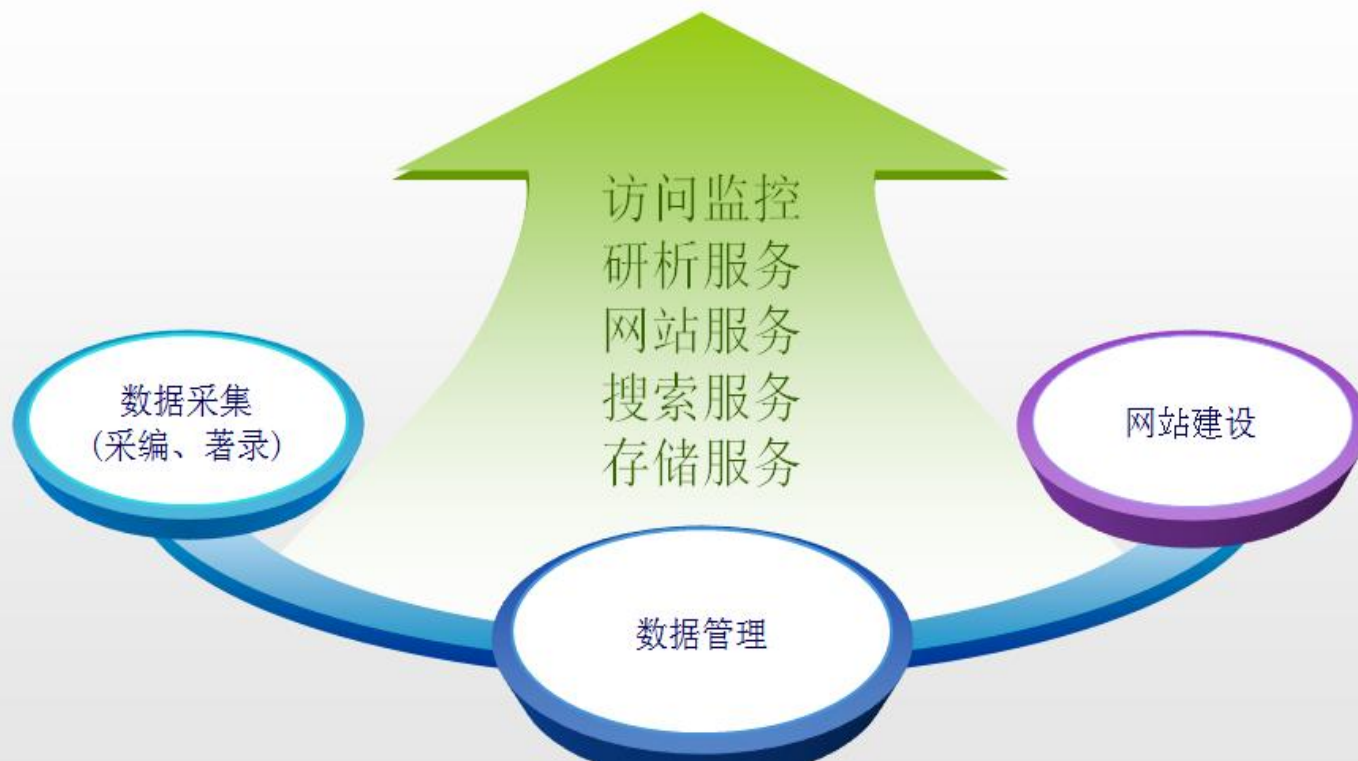 访问监控
研析服务
网站服务
搜索服务
存储服务
数据采集
(采编、著录)
网站建设
数据管理